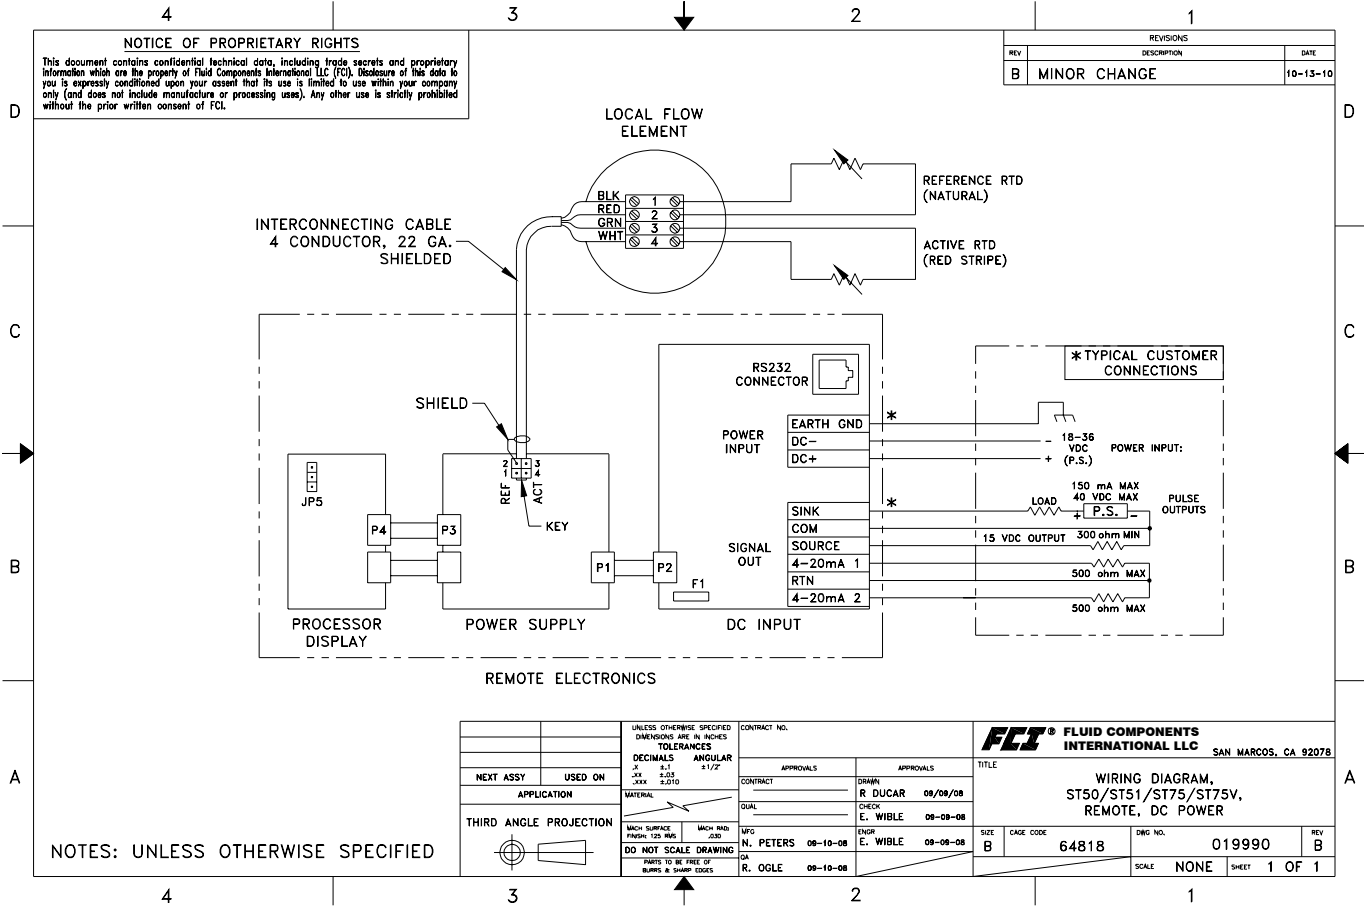 4
3
2
1
NOTICE OF PROPRIETARY RIGHTS
This document contains confidential technical data, including trade secrets and proprietary
information which are the property of Fluid Components International LLC (FCI). Disclosure of this data to
you is expressly conditioned upon your assent that its use is limited to use within your company
only (and does not include manufacture or processing uses). Any other use is strictly prohibited
without the prior written consent of FCI.
REVISIONS
REV DESCRIPTION DATE
B MINOR CHANGE 10-13-10
D
D
LOCAL FLOW
ELEMENT
BLK
RED
GRN
WHT
1
2
3
4
REFERENCE RTD
(NATURAL)
ACTIVE RTD
(RED STRIPE)
INTERCONNECTING CABLE
4 CONDUCTOR, 22 GA.
SHIELDED
C
C
RS232
CONNECTOR
* TYPICAL CUSTOMER
CONNECTIONS
SHIELD
POWER
INPUT
EARTH GND
DC-
DC+
*
-
+
18-36
VDC
(P.S.)
POWER INPUT:
2
1
3
4
REF
ACT
KEY
JP5
P4
P3
P1
P2
F1
SIGNAL
OUT
SINK
COM
SOURCE
4-20mA 1
RTN
4-20mA 2
*
LOAD
150 mA MAX
40 VDC MAX
+ P.S. -
PULSE
OUTPUTS
15 VDC OUTPUT
300 ohm MIN
500 ohm MAX
500 ohm MAX
B
B
PROCESSOR
DISPLAY
POWER SUPPLY
DC INPUT
REMOTE ELECTRONICS
A
A
NOTES: UNLESS OTHERWISE SPECIFIED
NEXT ASSY USED ON
APPLICATION
THIRD ANGLE PROJECTION
UNLESS OTHERWISE SPECIFIED
DIMENSIONS ARE IN INCHES
TOLERANCES
DECIMALS ANGULAR
.X ±.1 ±1/2°
.XX ±.03
.XXX ±.010
MATERIAL
MACH SURFACE
FINISH: 125 RMS
MACH RAD:
.030
DO NOT SCALE DRAWING
PARTS TO BE FREE OF
BURRS & SHARP EDGES
CONTRACT NO.
APPROVALS
APPROVALS
CONTRACT
QUAL
MFG
N. PETERS 09-10-08
QA
R. OGLE 09-10-08
DRAWN
R DUCAR 09/09/08
CHECK
E. WIBLE 09-09-08
ENGR
E. WIBLE 09-09-08
FCI® FLUID COMPONENTS
INTERNATIONAL LLC
SAN MARCOS, CA 92078
TITLE
WIRING DIAGRAM,
ST50/ST51/ST75/ST75V,
REMOTE, DC POWER
SIZE
B
CAGE CODE
64818
DWG NO.
019990
REV
B
SCALE NONE SHEET 1 OF 1
4
3
2
1